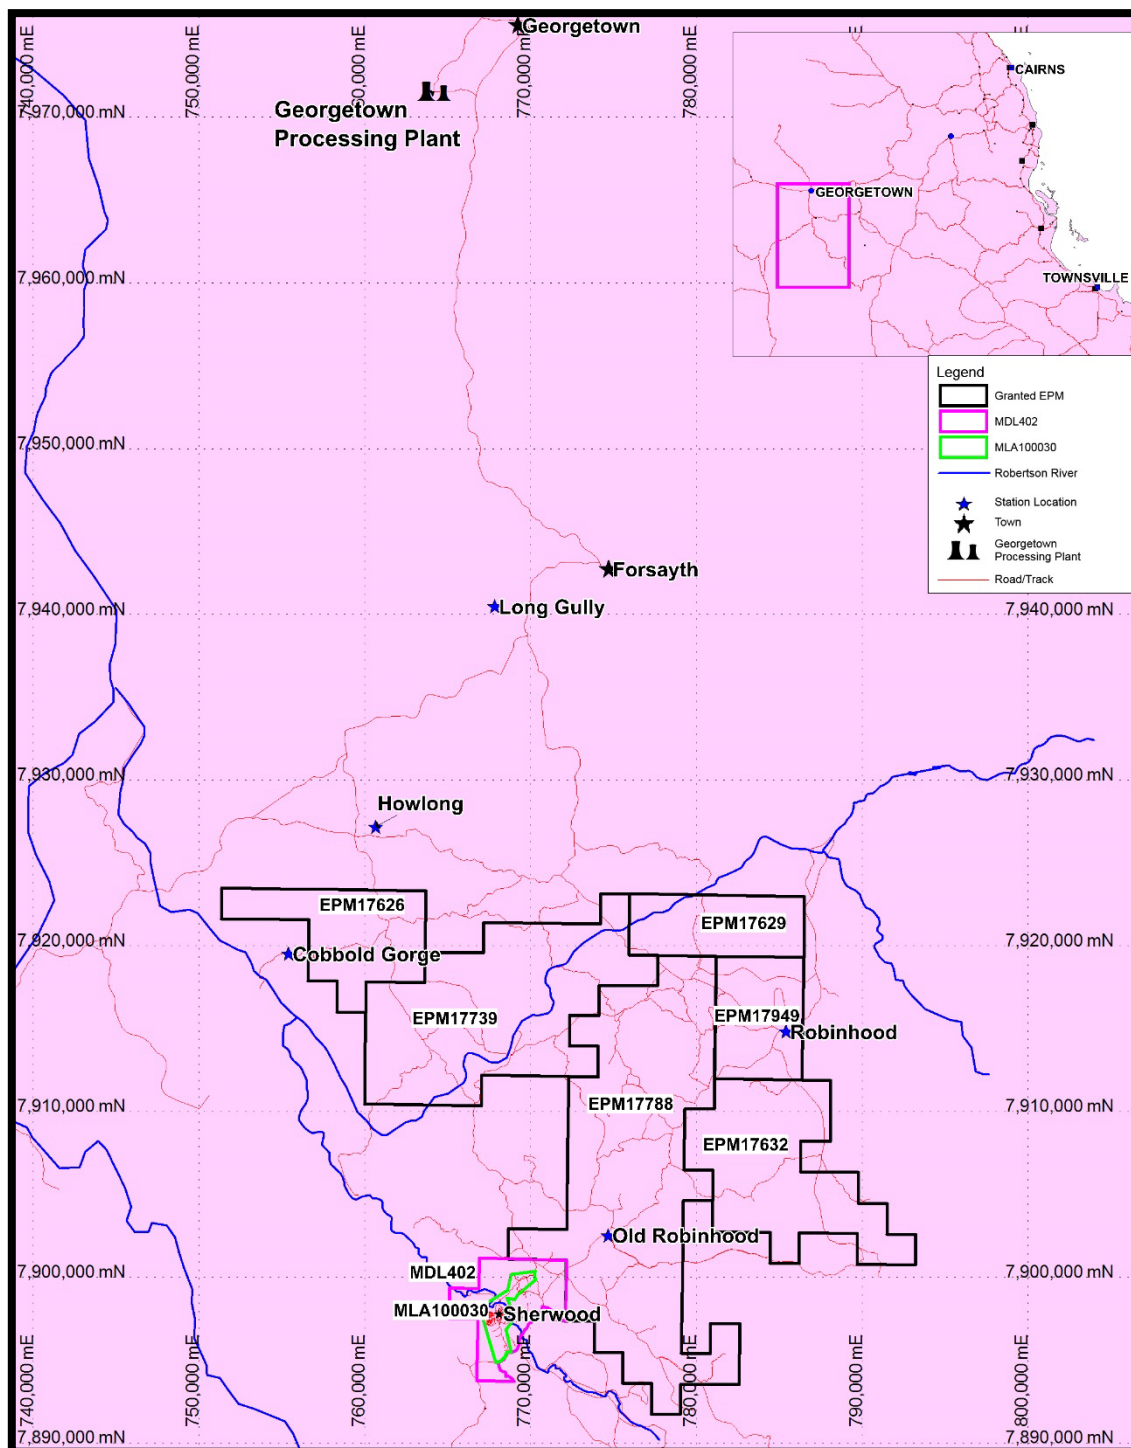 740,000 mE
750,000 mE
760,000 mE
770,000 mE
780,000 mE
Georgetown
Georgetown
Processing Plant
7,970,000 mN
CAIRNS
GEORGETOWN
TOWNSVILLE
7,960,000 mN
Legend
Granted EPM
MDL402
MLA100030
Robertson River
Station Location
Town
Georgetown
Processing Plant
Road/Track
7,950,000 mN
7,950,000 mN
Forsayth
Long Gully
7,940,000 mN
7,940,000 mN
7,930,000 mN
7,930,000 mN
Howlong
EPM17626
EPM17629
7,920,000 mN
7,920,000 mN
Cobbold Gorge
EPM17739
EPM17949
Robinhood
7,910,000 mN
7,910,000 mN
EPM17788
EPM17632
Old Robinhood
7,900,000 mN
7,900,000 mN
MDL402
MLA100030
Sherwood
740,000 mE
750,000 mE
760,000 mE
770,000 mE
780,000 mE
790,000 mE
800,000 mE
7,890,000 mN
7,890,000 mN